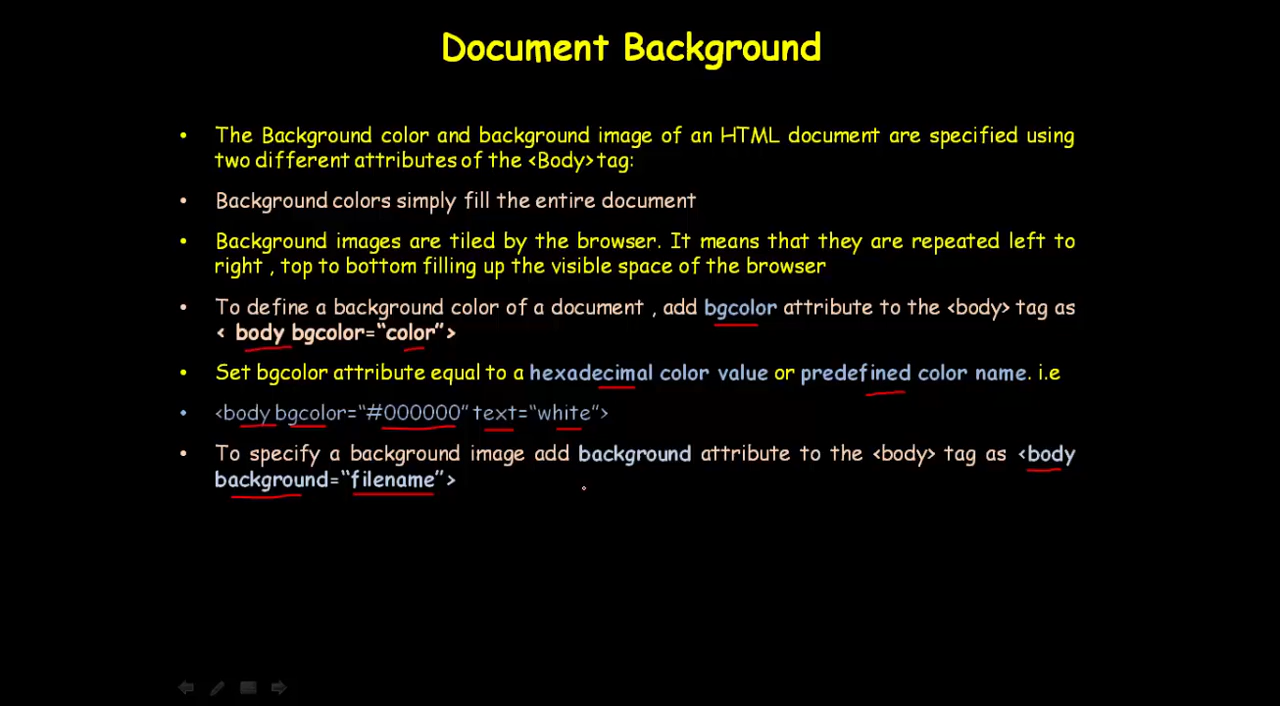 Document Background
• The Background color and background image of an HTML document are specified using
two different attributes of the <Body> tag:
• Background colors simply fill the entire document
• Background images are tiled by the browser. It means that they are repeated left to
right , top to bottom filling up the visible space of the browser
• To define a background color of a document , add bgcolor attribute to the <body> tag as
< body bgcolor="color">
• Set bgcolor attribute equal to a hexadecimal color value or predefined color name. i.e
• <body bgcolor="#000000" text="white">
• To specify a background image add background attribute to the <body> tag as <body
background="filename">